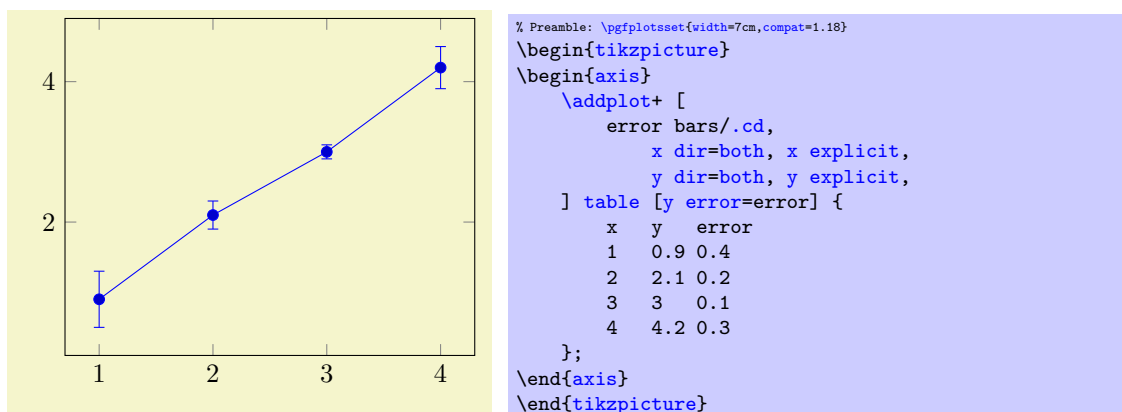 4
2
1 2 3 4
% Preamble: \pgfplotsset{width=7cm,compat=1.18}
\begin{tikzpicture}
\begin{axis}
    \addplot+ [
        error bars/.cd,
            x dir=both, x explicit,
            y dir=both, y explicit,
    ] table [y error=error] {
        x   y   error
        1   0.9 0.4
        2   2.1 0.2
        3   3   0.1
        4   4.2 0.3
    };
\end{axis}
\end{tikzpicture}